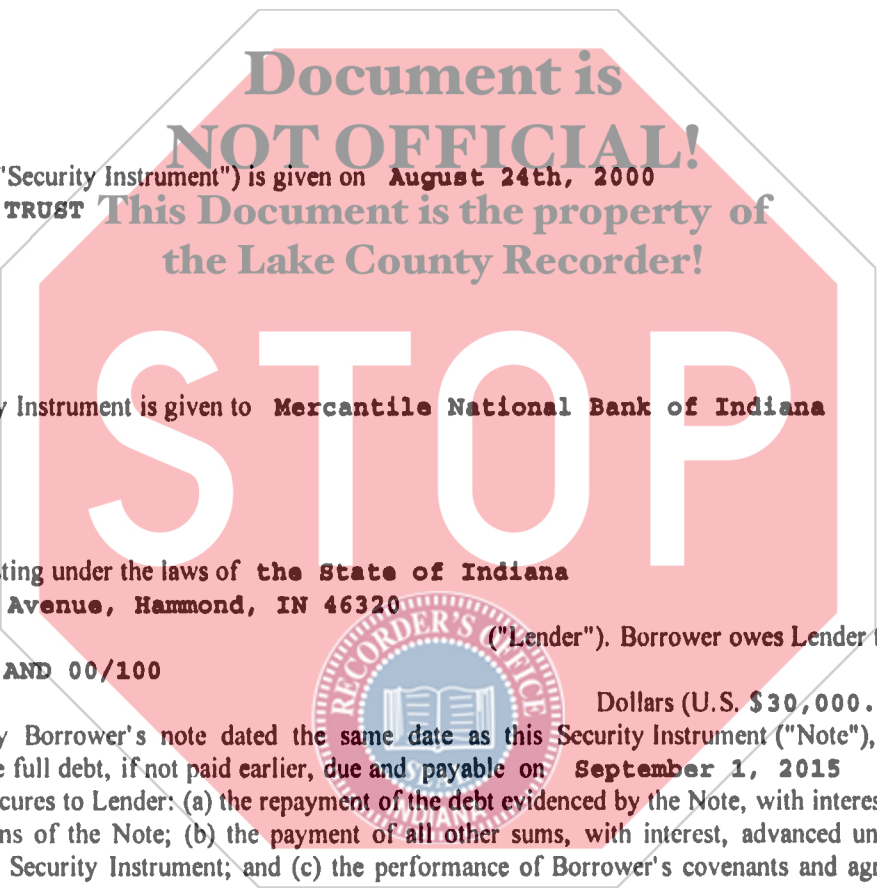 Document is
NOT OFFICIAL!
"Security Instrument") is given on August 24th, 2000
TRUST
This Document is the property of
the Lake County Recorder!
STOP
y Instrument is given to Mercantile National Bank of Indiana
ting under the laws of the State of Indiana
Avenue, Hammond, IN 46320
RECORDER'S OFFICE
("Lender"). Borrower owes Lender t
AND 00/100
Dollars (U.S. $30,000.
y Borrower's note dated the same date as this Security Instrument ("Note"),
e full debt, if not paid earlier, due and payable on September 1, 2015
cures to Lender: (a) the repayment of the debt evidenced by the Note, with interes
ns of the Note; (b) the payment of all other sums, with interest, advanced un
INDIANA
Security Instrument; and (c) the performance of Borrower's covenants and agr